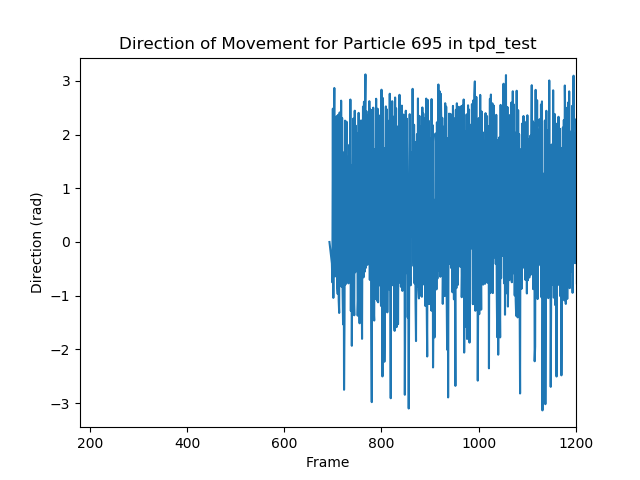 Direction of Movement for Particle 695 in tpd_test
Direction (rad)
3
2
1
0
−1
−2
−3
200 400 600 800 1000 1200
Frame